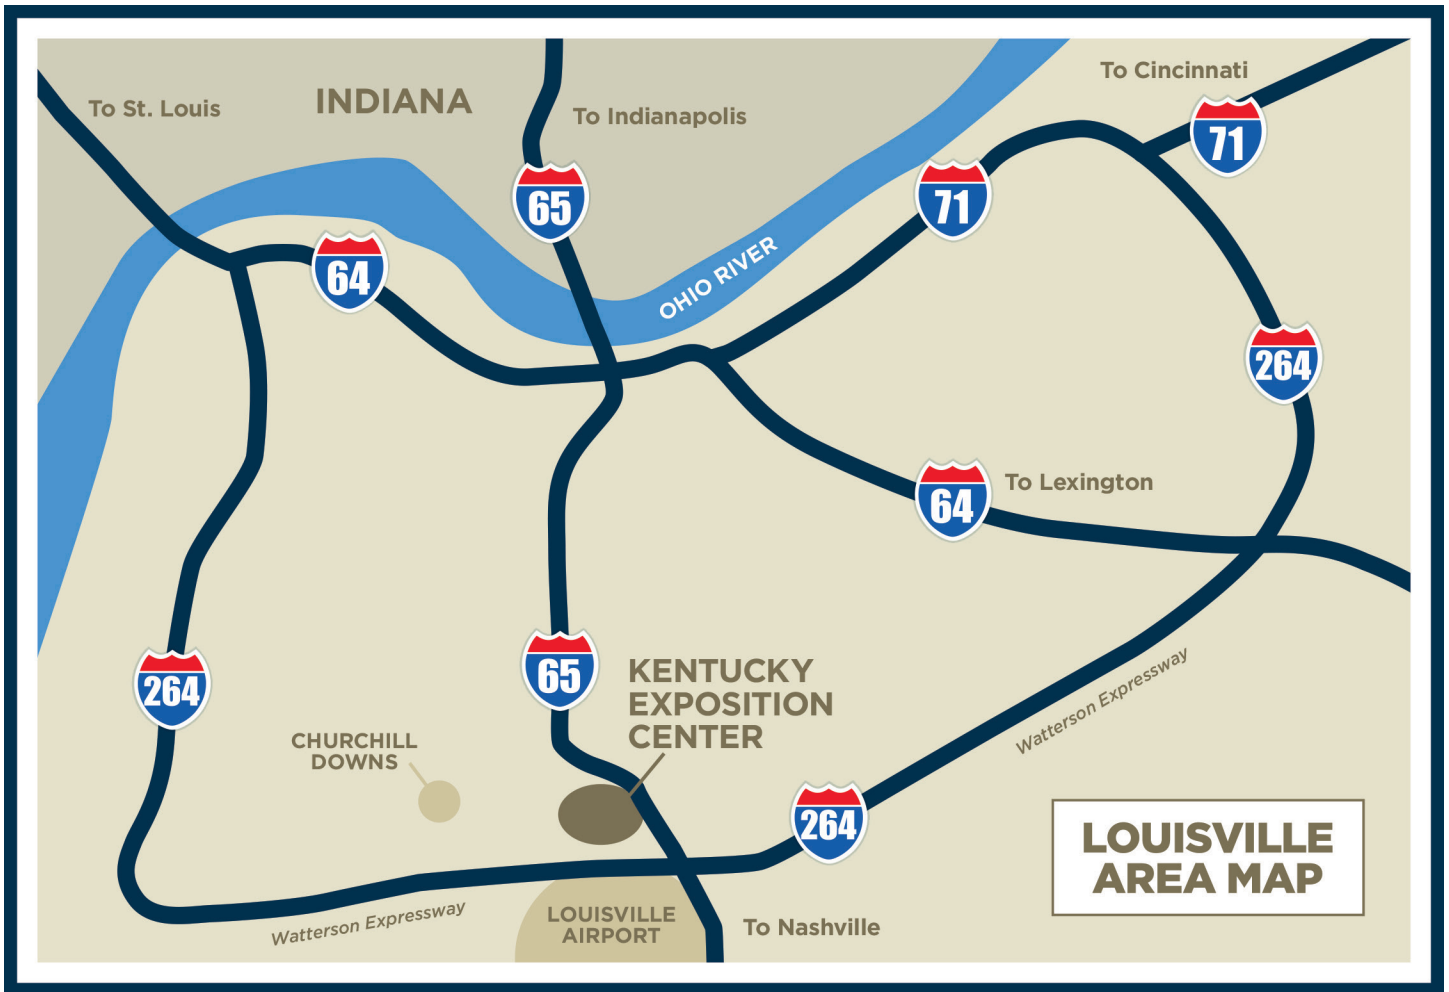 To Cincinnati
71
To St. Louis
INDIANA
To Indianapolis
65
71
OHIO RIVER
64
264
To Lexington
64
264
65
KENTUCKY
EXPOSITION
CENTER
Watterson Expressway
CHURCHILL
DOWNS
264
LOUISVILLE
AREA MAP
Watterson Expressway
LOUISVILLE
AIRPORT
To Nashville